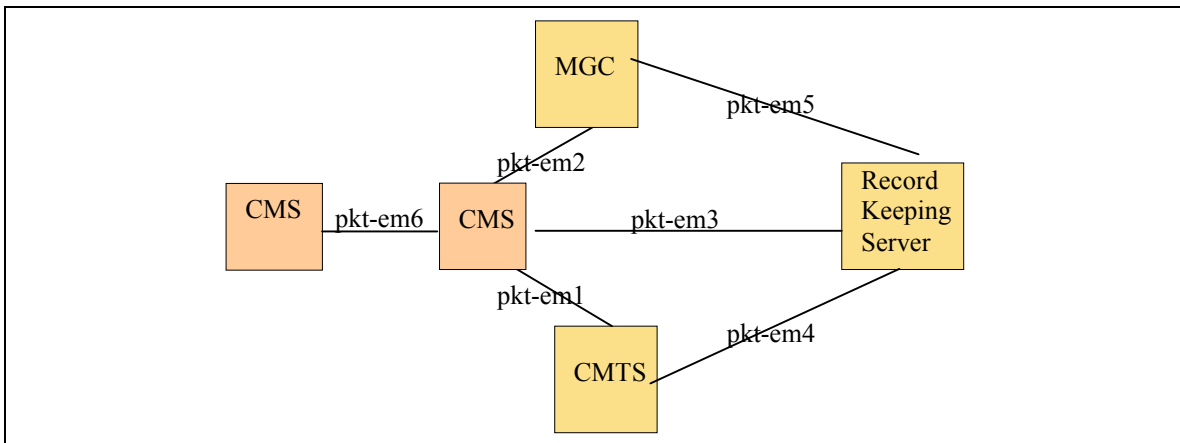 MGC
pkt-em5
pkt-em2
Record
Keeping
Server
CMS
pkt-em6
CMS
pkt-em3
pkt-em1
pkt-em4
CMTS